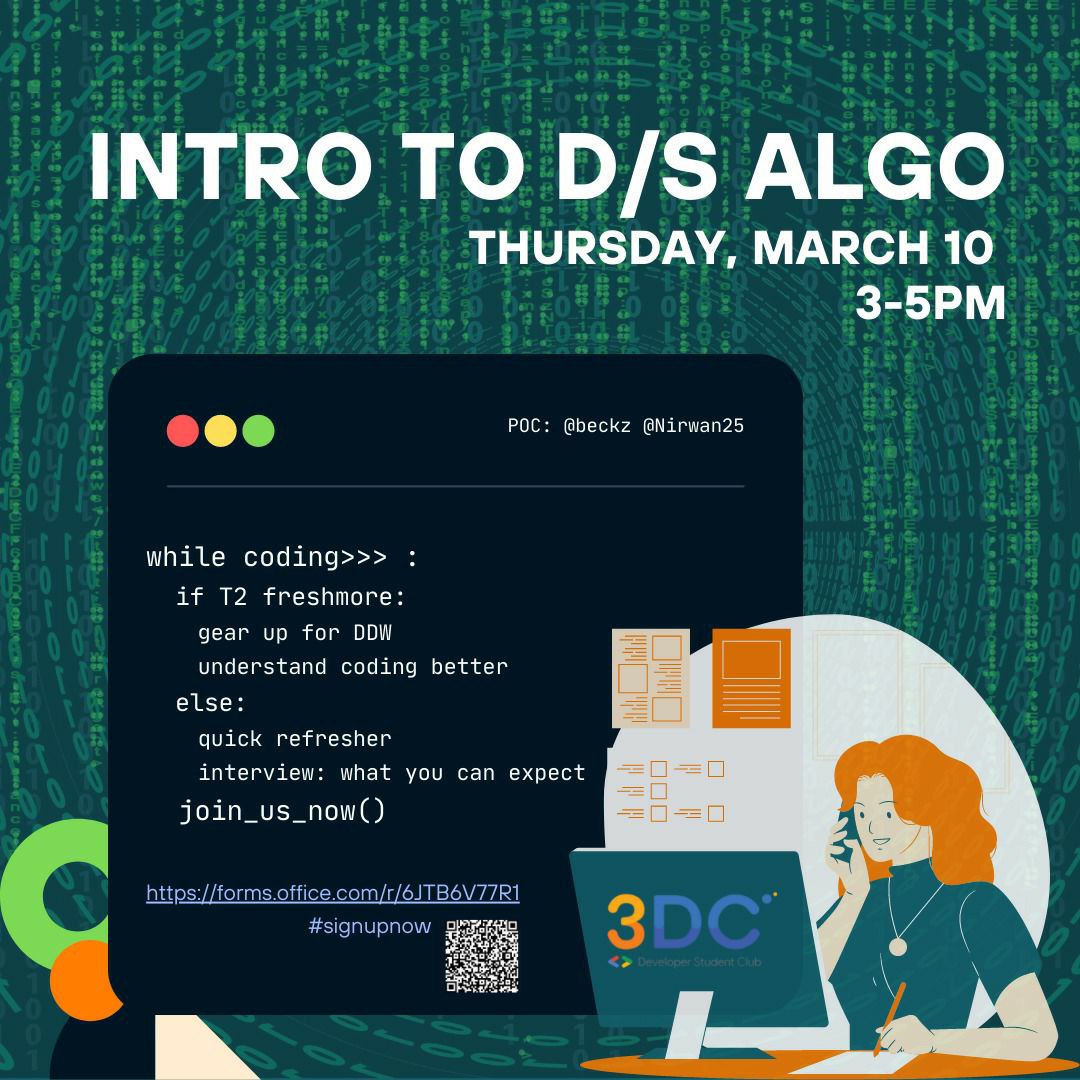 INTRO TO D/S ALGO
THURSDAY, MARCH 10
3-5PM
POC: @beckz @Nirwan25
while coding>>> :
if T2 freshmore:
gear up for DDW
understand coding better
else:
quick refresher
interview: what you can expect
join_us_now()
https://forms.office.com/r/6JTB6V77R1
#signupnow
3DC
Developer Student Club